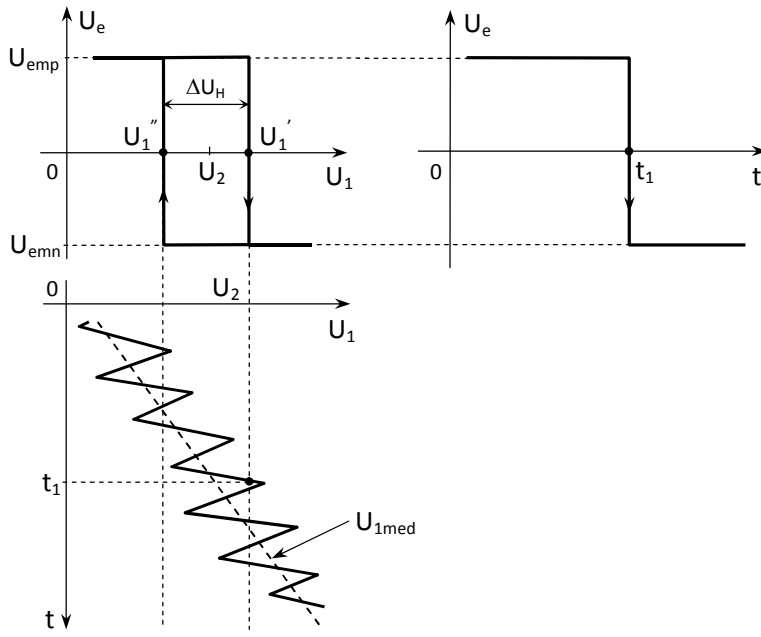 U_e
U_emp
ΔU_H
U_1''
U_1'
0
U_2
U_1
U_emn
U_e
0
t_1
t
0
U_2
U_1
t_1
U_1med
t